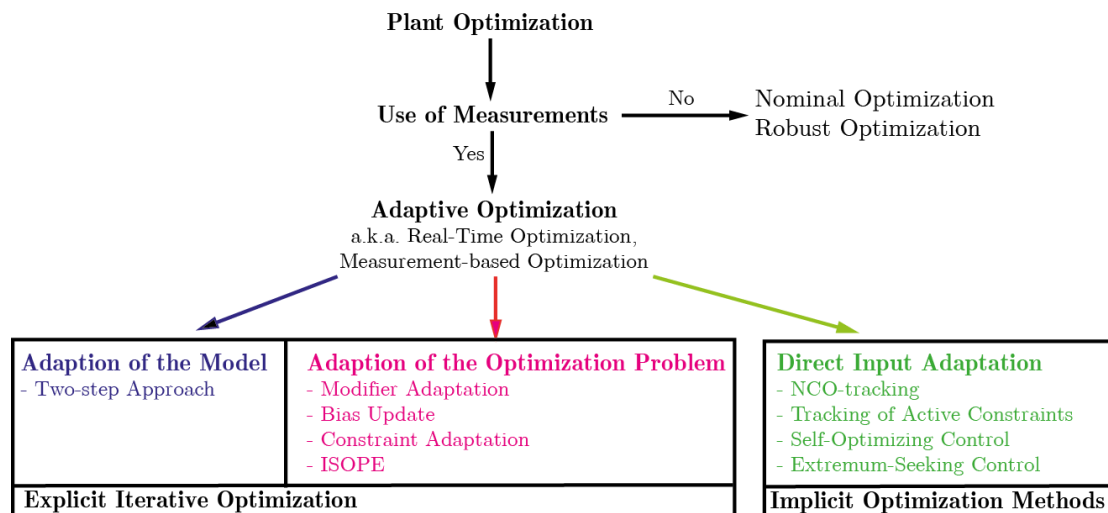 Plant Optimization
Use of Measurements
No
Nominal Optimization
Robust Optimization
Yes
Adaptive Optimization
a.k.a. Real-Time Optimization,
Measurement-based Optimization
Adaption of the Model
- Two-step Approach
Adaption of the Optimization Problem
- Modifier Adaptation
- Bias Update
- Constraint Adaptation
- ISOPE
Explicit Iterative Optimization
Direct Input Adaptation
- NCO-tracking
- Tracking of Active Constraints
- Self-Optimizing Control
- Extremum-Seeking Control
Implicit Optimization Methods